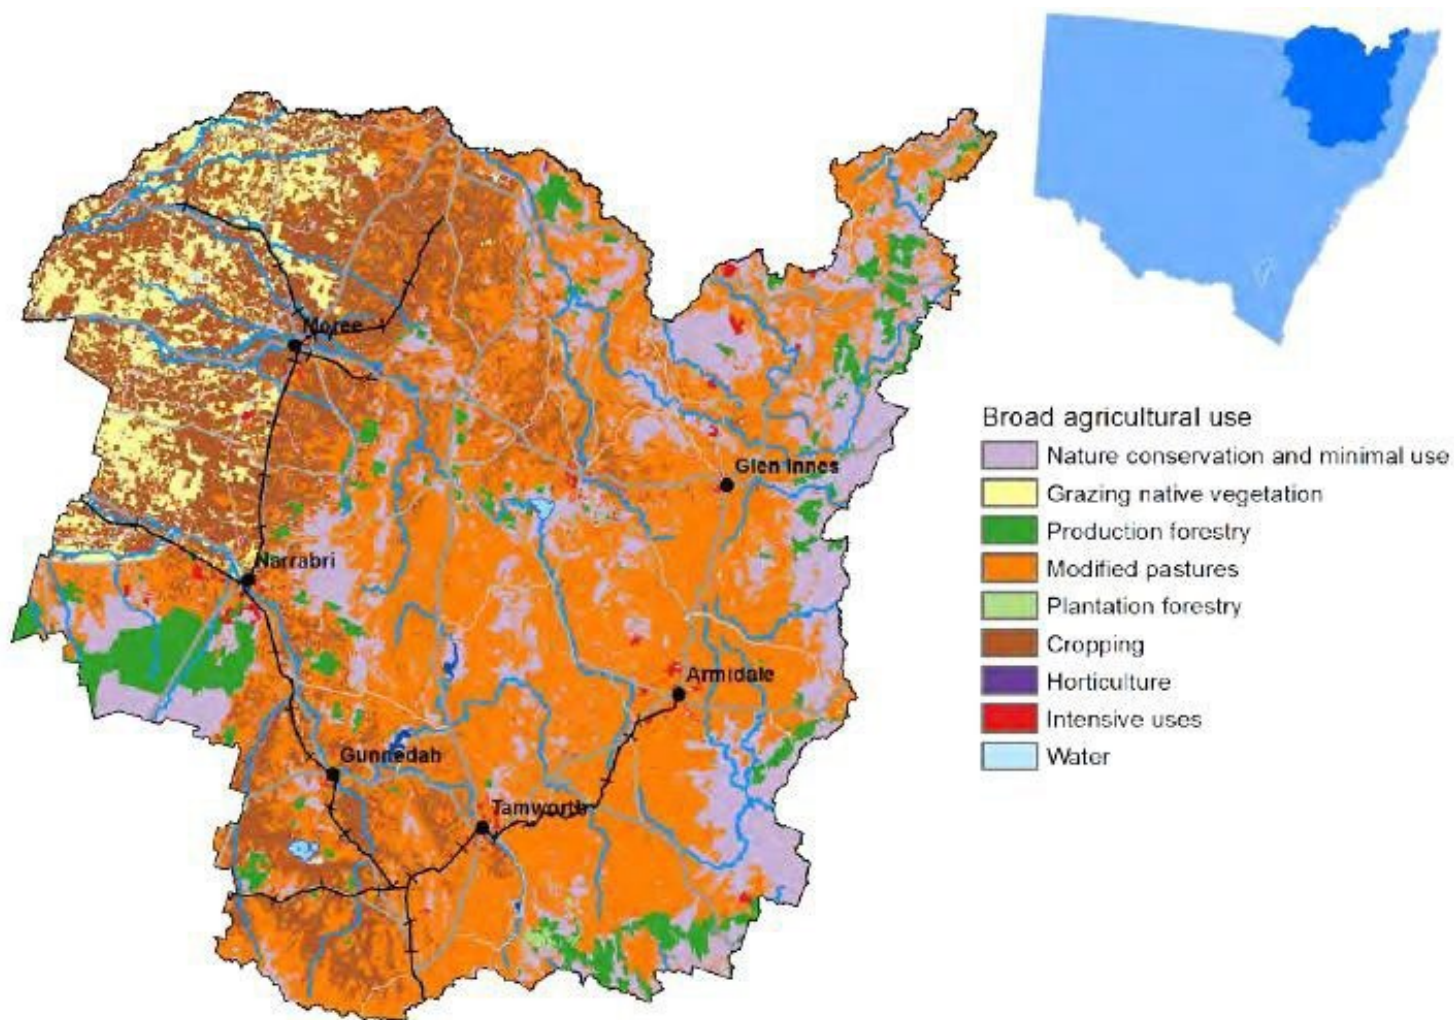 Moree
Glen Innes
Narrabri
Armidale
Gunnedah
Tamworth
Broad agricultural use
Nature conservation and minimal use
Grazing native vegetation
Production forestry
Modified pastures
Plantation forestry
Cropping
Horticulture
Intensive uses
Water